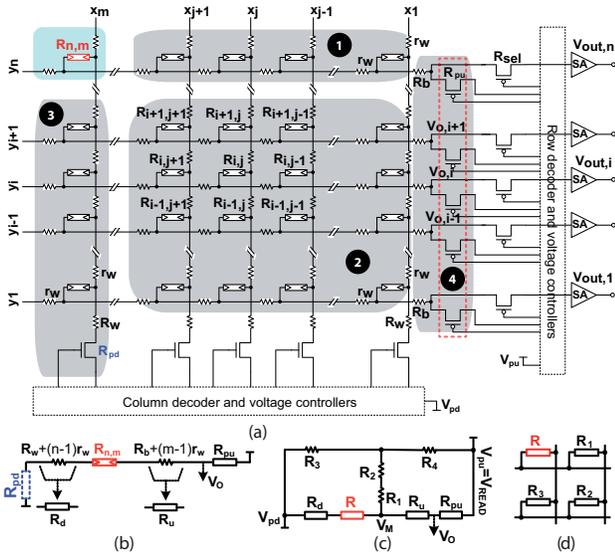 xm xj+1 xj xj-1 x1
Rn,m 1 rw Rsel Vout,n
yn Rpu SA
Rb
3 Ri+1,j+1 Ri+1,j Ri+1,j-1 Vo,i+1
yi+1 SA
Ri,j+1 Ri,j Ri,j-1 Vo,i Vout,i
yi SA
Ri-1,j+1 Ri-1,j Ri-1,j-1 Vo,i-1
yi-1 SA
Row decoder and voltage controllers
rw 2 rw 4 Vout,1
rw SA
y1 Rb
Rw Rw
Rpd Vpu
Column decoder and voltage controllers Vpd
(a)
Rw+(n-1)rw Rn,m Rb+(m-1)rw Rpu
Rpd VO
Rd Ru
(b)
R3 R4
R2
R1
Vpu=VREAD
Rd R Ru Rpu
Vpd VM VO
(c)
R
R3 R2
(d)